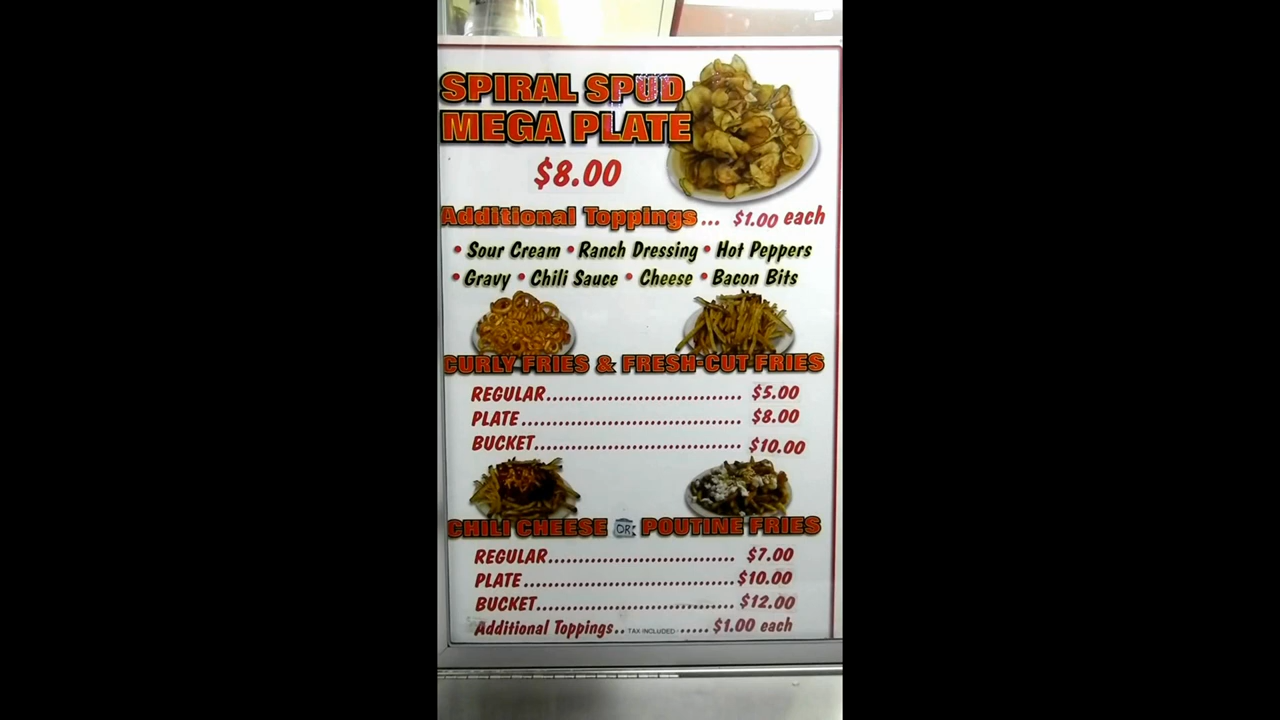 SPIRAL SPUD
MEGA PLATE
$8.00
Additional Toppings... $1.00 each
• Sour Cream • Ranch Dressing • Hot Peppers
• Gravy • Chili Sauce • Cheese • Bacon Bits
CURLY FRIES & FRESH-CUT FRIES
REGULAR................................ $5.00
PLATE.................................... $8.00
BUCKET.................................. $10.00
CHILI CHEESE OR POUTINE FRIES
REGULAR............................... $7.00
PLATE...................................$10.00
BUCKET................................ $12.00
Additional Toppings.. TAX INCLUDED ..... $1.00 each